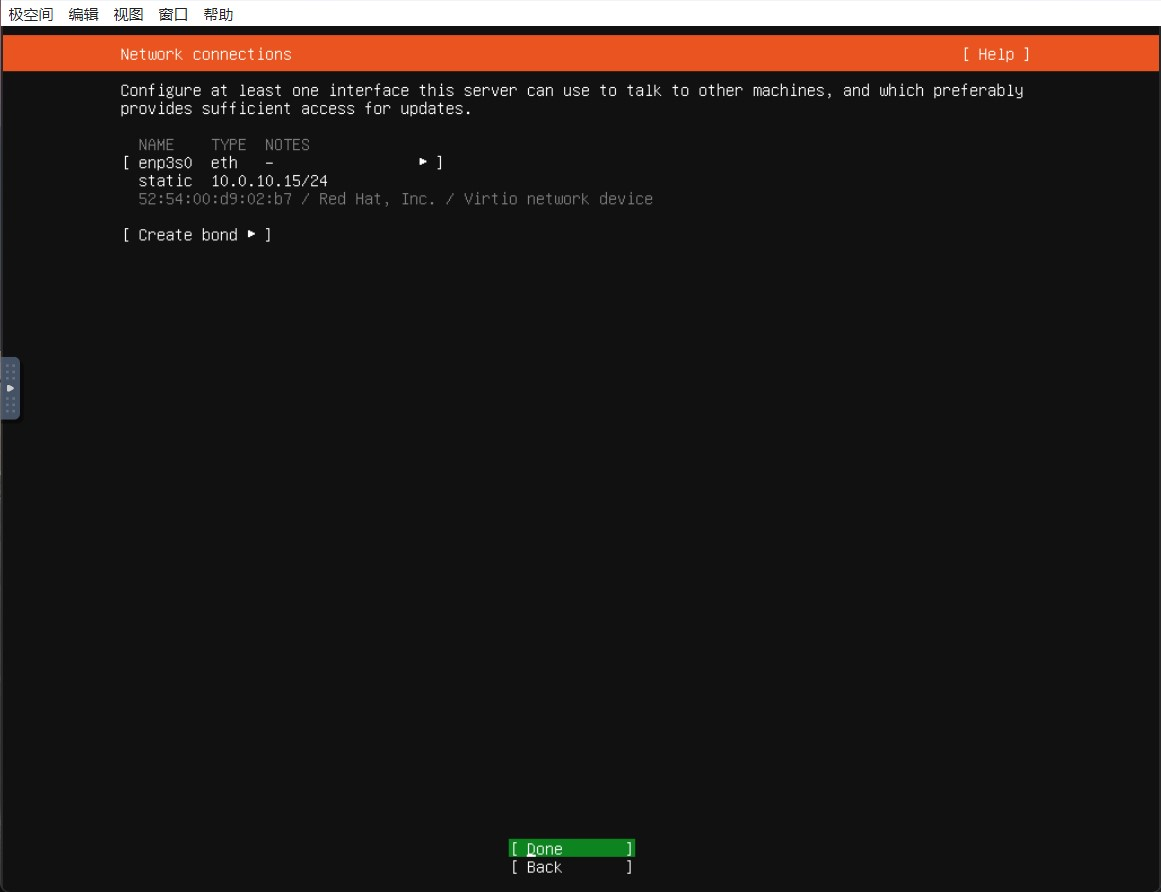 极空间 编辑 视图 窗口 帮助
Network connections [ Help ]
Configure at least one interface this server can use to talk to other machines, and which preferably
provides sufficient access for updates.
NAME TYPE NOTES
[ enp3s0 eth - ▸ ]
static 10.0.10.15/24
52:54:00:d9:02:b7 / Red Hat, Inc. / Virtio network device
[ Create bond ▸ ]
[ Done ]
[ Back ]